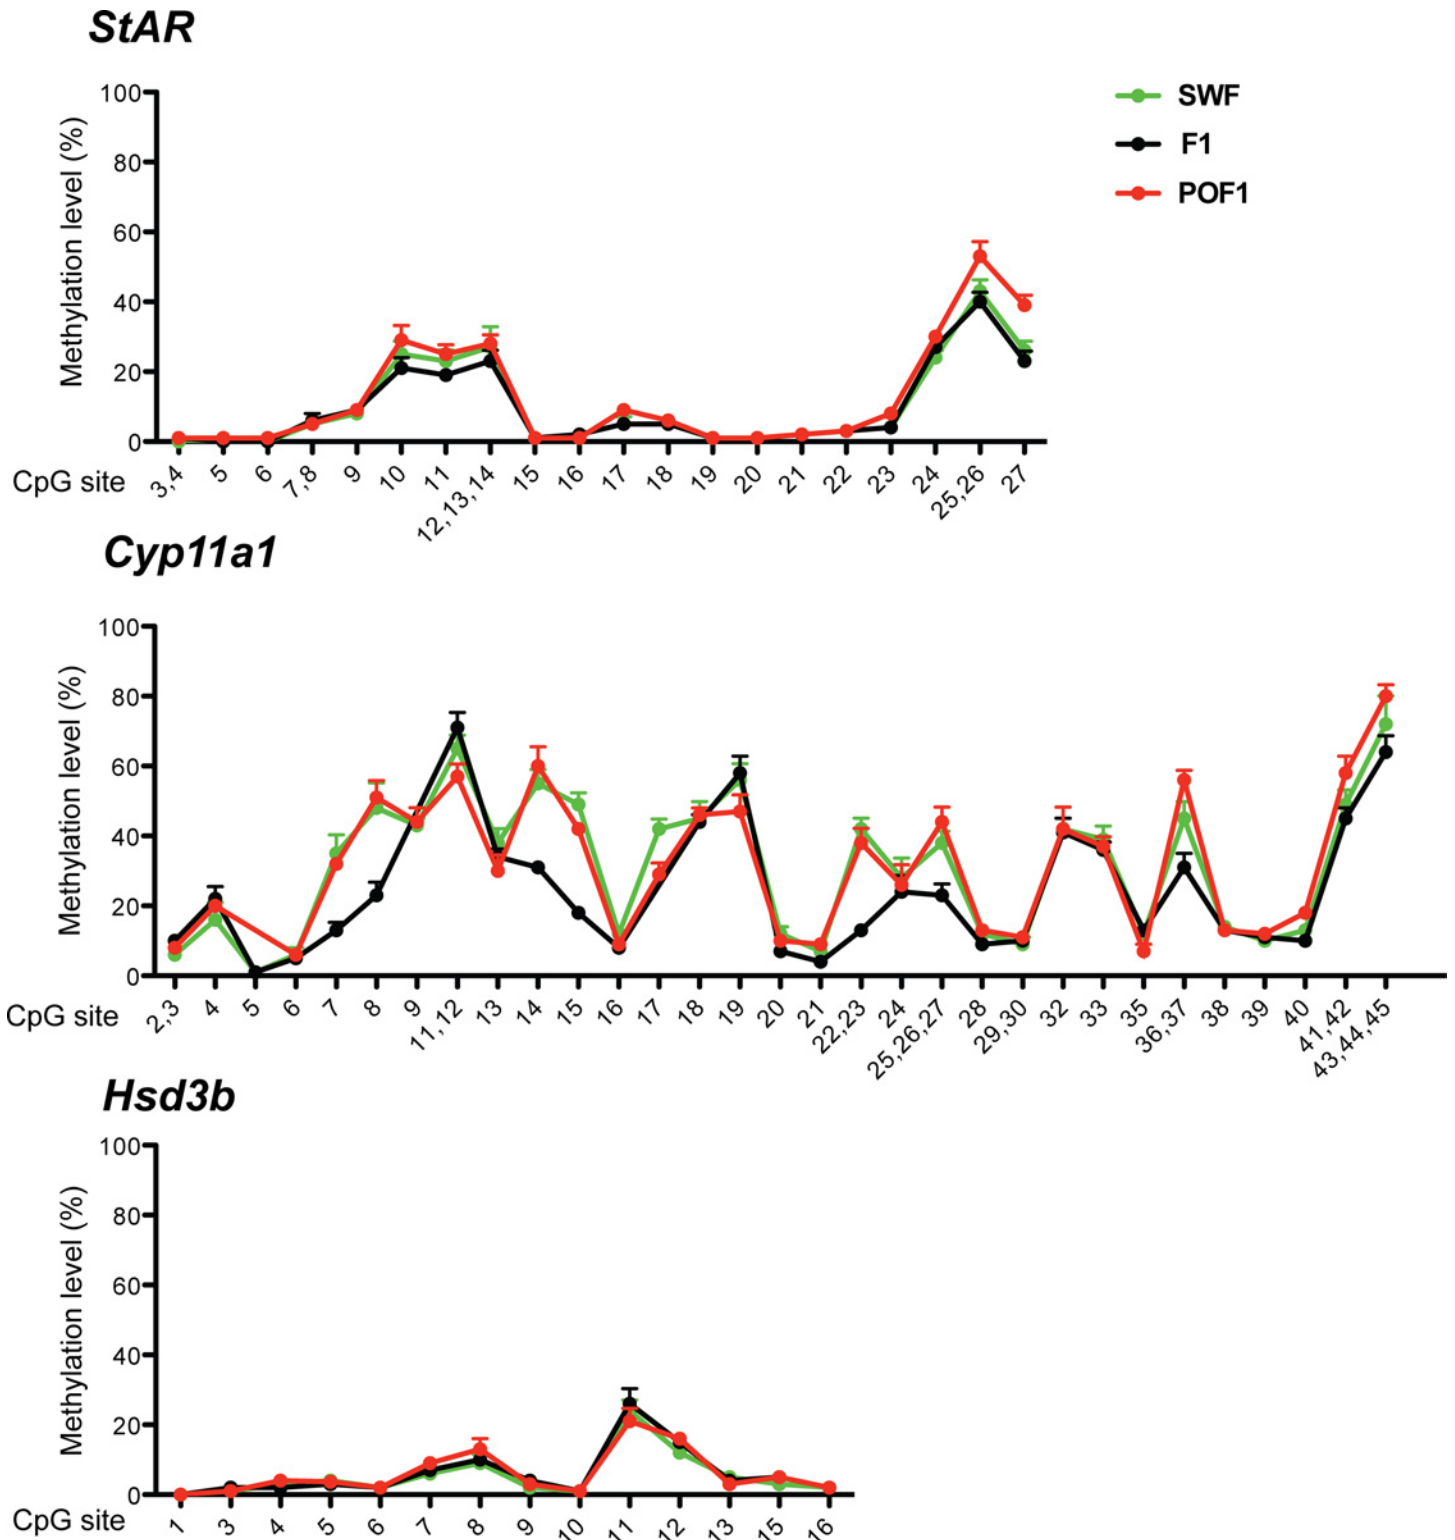 StAR
100
80
60
40
20
0
Methylation level (%)
SWF
F1
POF1
CpG site
3,4 5 6 7,8 9 10 11 12,13,14 15 16 17 18 19 20 21 22 23 24 25,26 27
Cyp11a1
100
80
60
40
20
0
Methylation level (%)
CpG site
2,3 4 5 6 7 8 9 11,12 13 14 15 16 17 18 19 20 21 22,23 24 25,26,27 28 29,30 32 33 35 36,37 38 39 40 41,42 43,44,45
Hsd3b
100
80
60
40
20
0
Methylation level (%)
CpG site
1 3 4 5 6 7 8 9 10 11 12 13 15 16